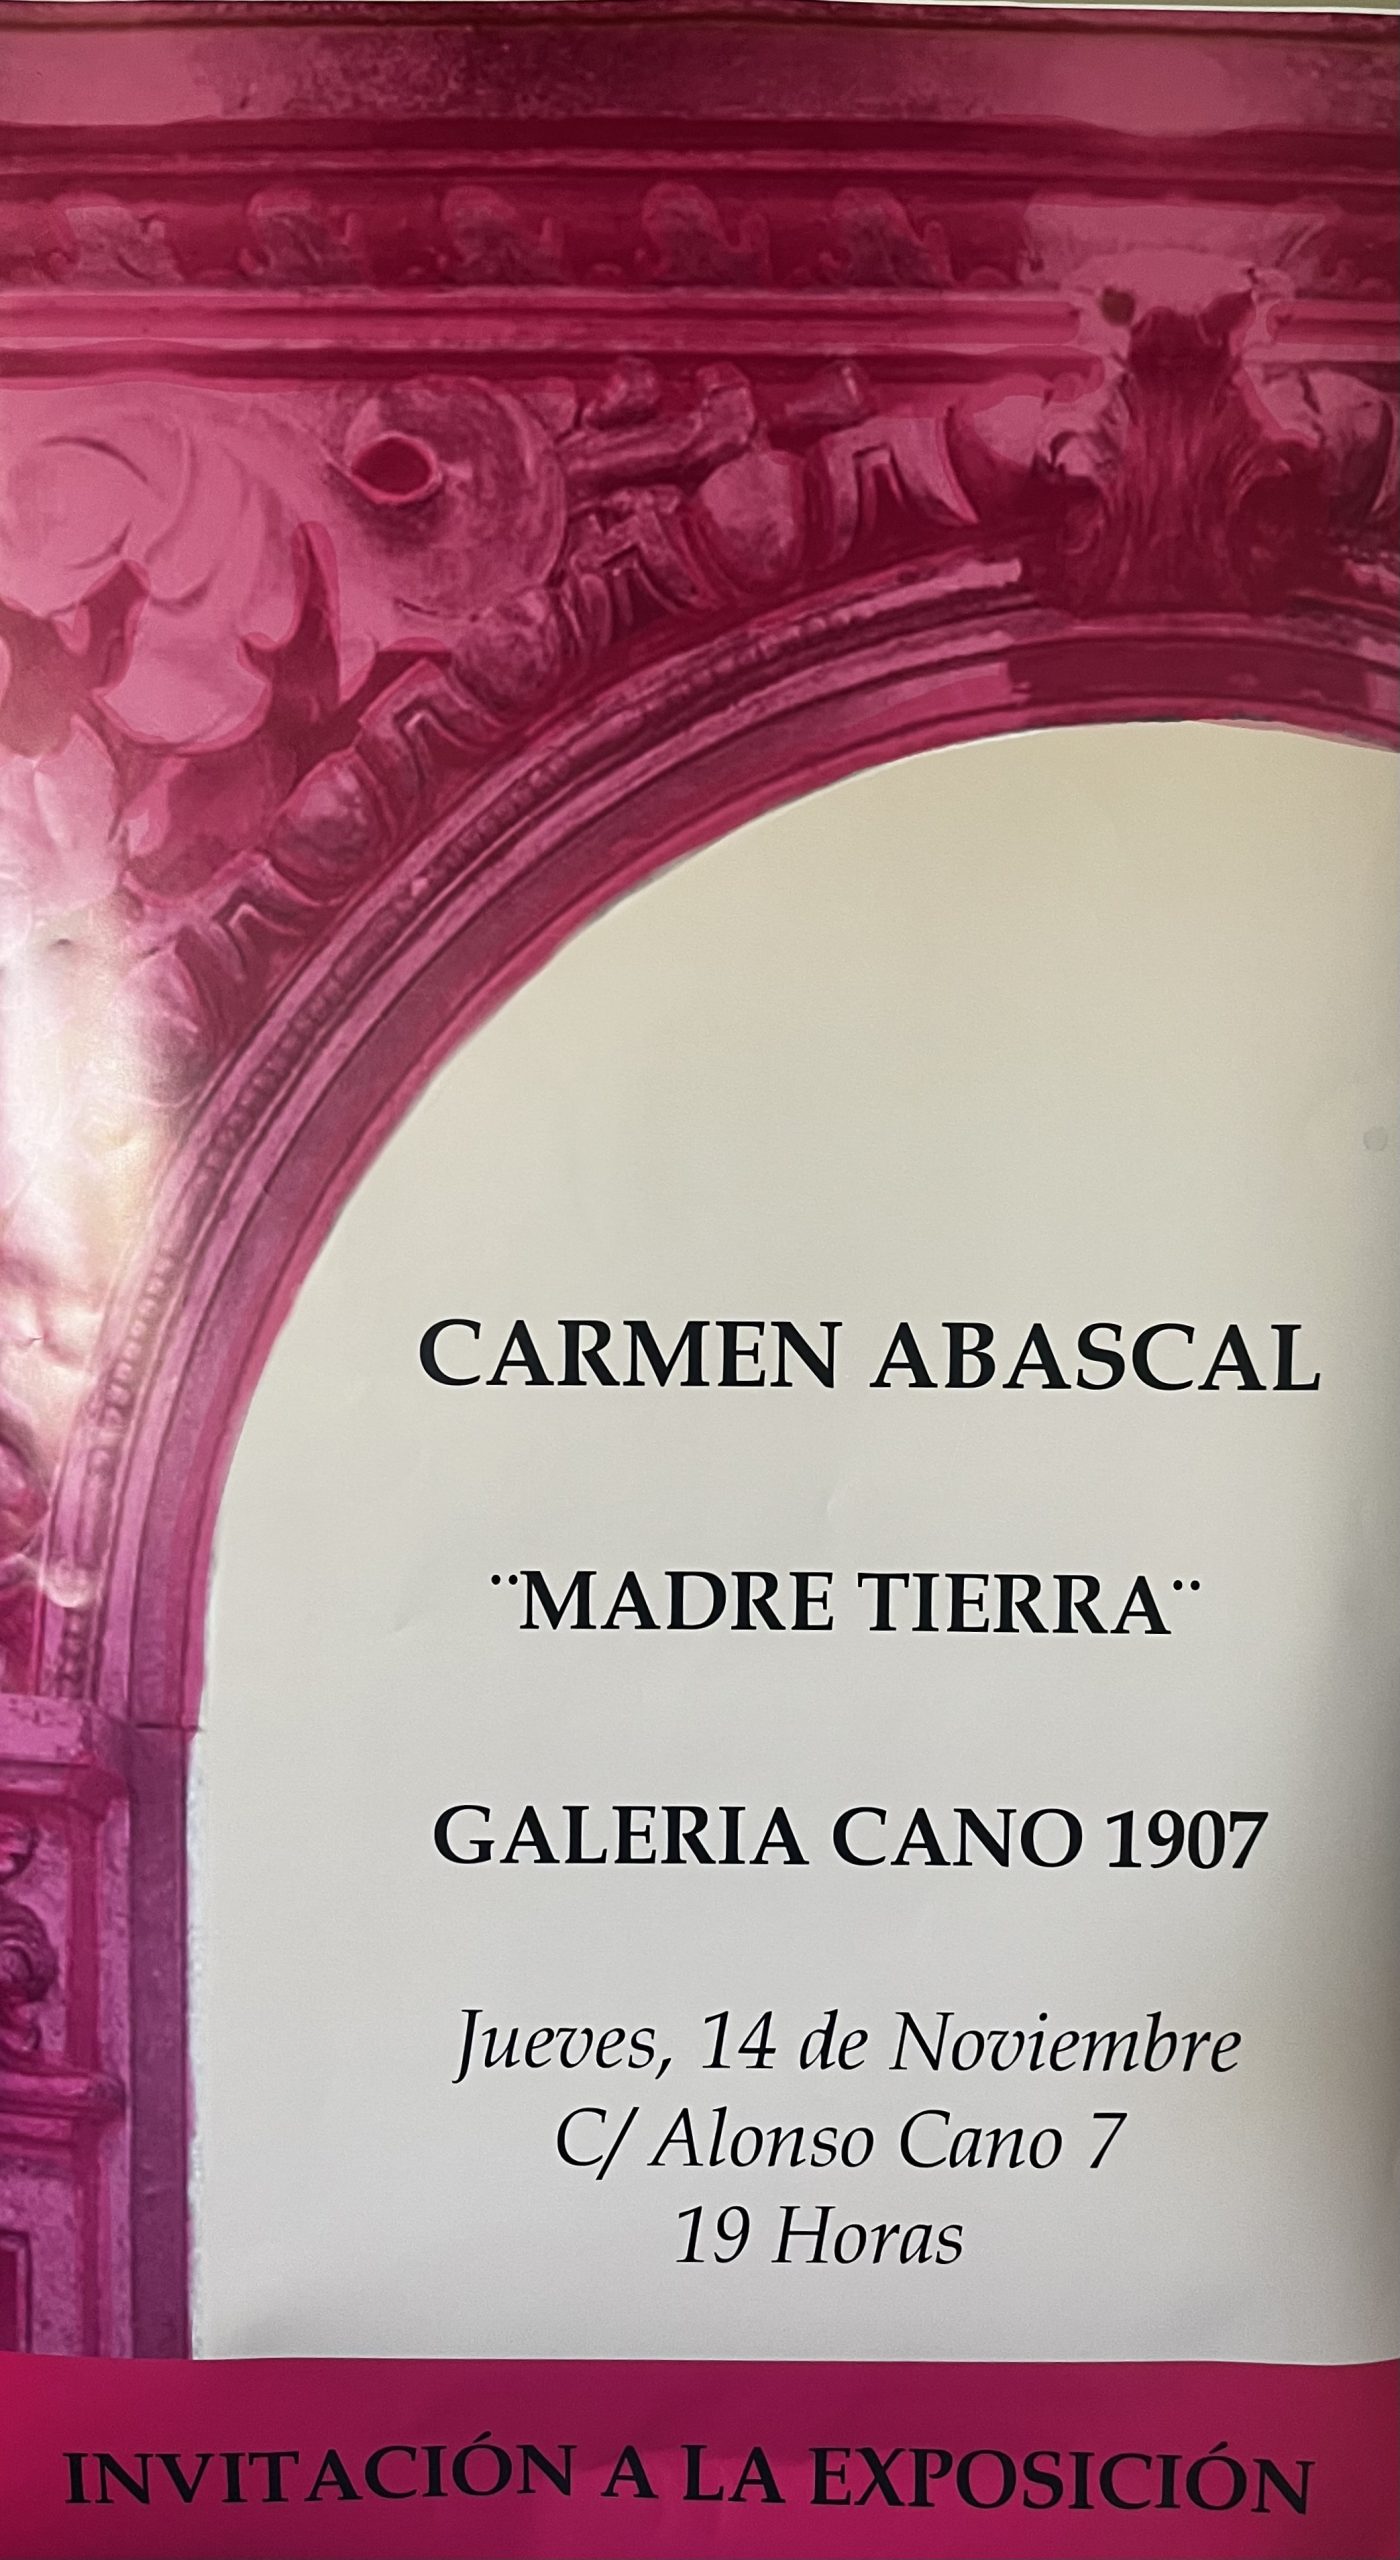 CARMEN ABASCAL
¨MADRE TIERRA¨
GALERIA CANO 1907
Jueves, 14 de Noviembre
C/ Alonso Cano 7
19 Horas
INVITACIÓN A LA EXPOSICIÓN